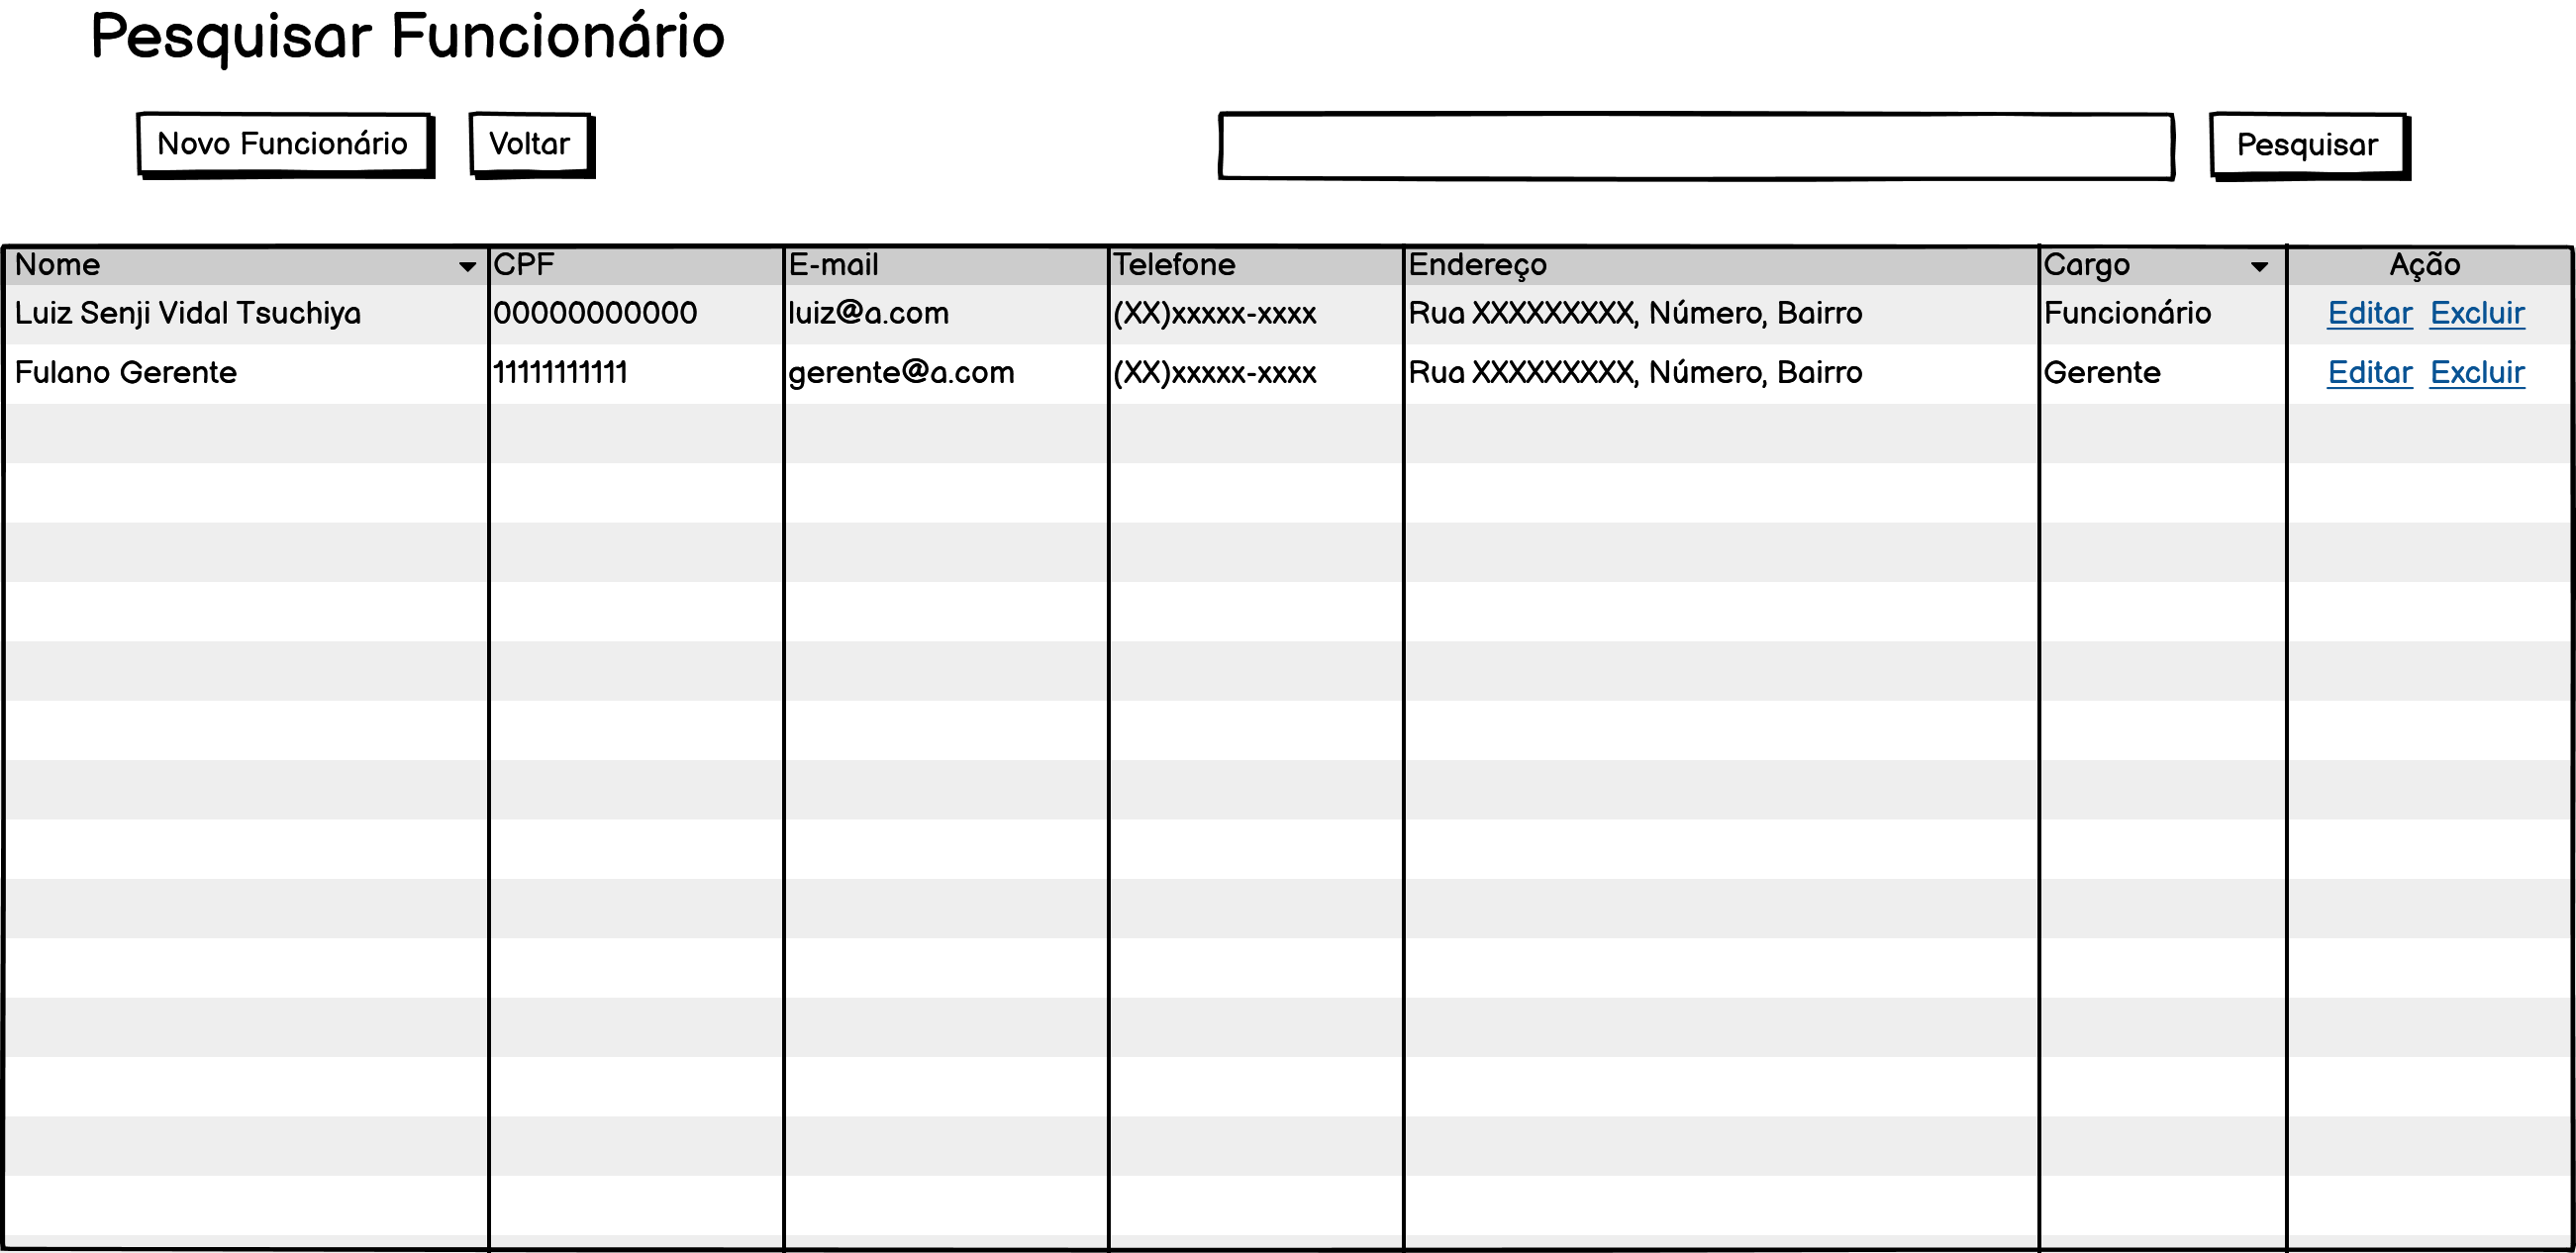 Pesquisar Funcionário
Novo Funcionário Voltar Pesquisar
Nome CPF E-mail Telefone Endereço Cargo Ação
Luiz Senji Vidal Tsuchiya 00000000000 luiz@a.com (XX)xxxxx-xxxx Rua XXXXXXXXX, Número, Bairro Funcionário Editar Excluir
Fulano Gerente 11111111111 gerente@a.com (XX)xxxxx-xxxx Rua XXXXXXXXX, Número, Bairro Gerente Editar Excluir